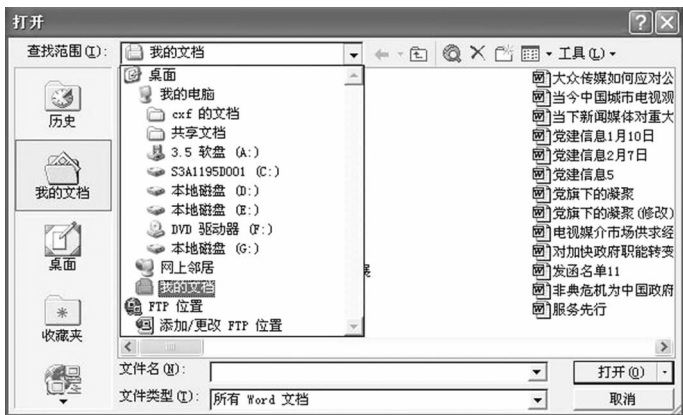 打开
查找范围(I): 我的文档 工具(L)
历史
我的文档
桌面
收藏夹
桌面
我的电脑
cxf 的文档
共享文档
3.5 软盘 (A:)
S3A1195D001 (C:)
本地磁盘 (D:)
本地磁盘 (E:)
DVD 驱动器 (F:)
本地磁盘 (G:)
网上邻居
我的文档
FTP 位置
添加/更改 FTP 位置
大众传媒如何应对公
当今中国城市电视观
当下新闻媒体对重大
党建信息1月10日
党建信息2月7日
党建信息5
党旗下的凝聚
党旗下的凝聚(修改)
电视媒介市场供求经
对加快政府职能转变
发函名单11
非典危机为中国政府
服务先行
文件名(N): 打开(O)
文件类型(T): 所有 Word 文档 取消